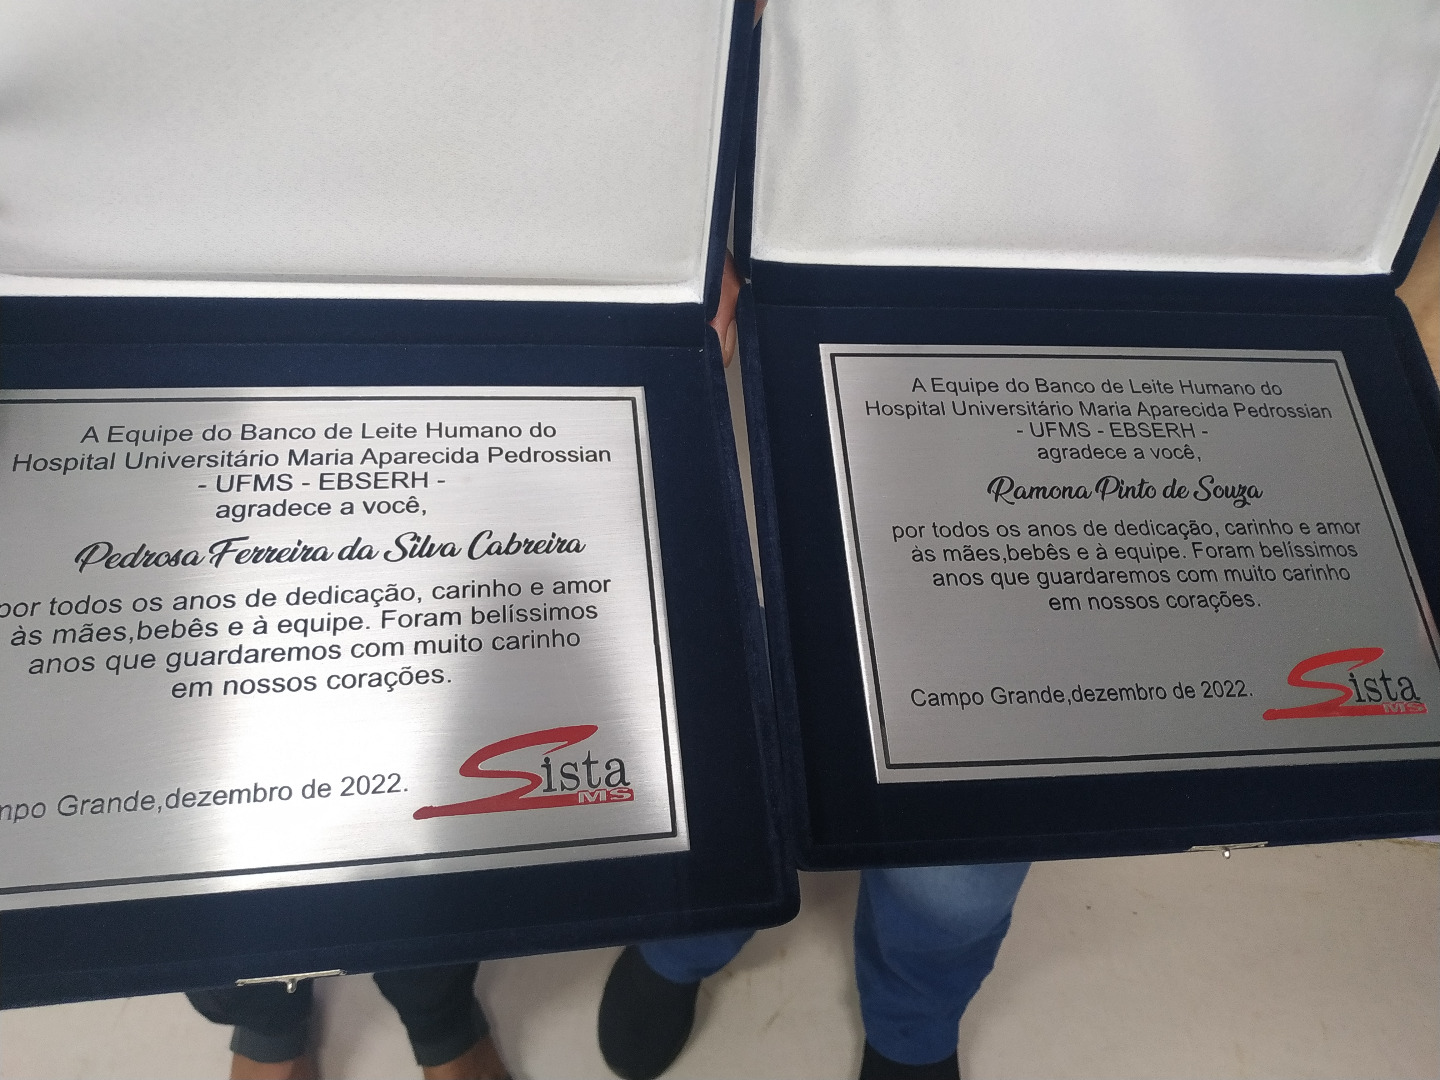 A Equipe do Banco de Leite Humano do
Hospital Universitário Maria Aparecida Pedrossian
- UFMS - EBSERH -
agradece a você,
Pedrosa Ferreira da Silva Cabreira
por todos os anos de dedicação, carinho e amor
às mães,bebês e à equipe. Foram belíssimos
anos que guardaremos com muito carinho
em nossos corações.
mpo Grande,dezembro de 2022.
Sista
MS
A Equipe do Banco de Leite Humano do
Hospital Universitário Maria Aparecida Pedrossian
- UFMS - EBSERH -
agradece a você,
Ramona Pinto de Souza
por todos os anos de dedicação, carinho e amor
às mães,bebês e à equipe. Foram belíssimos
anos que guardaremos com muito carinho
em nossos corações.
Campo Grande,dezembro de 2022.
Sista
MS